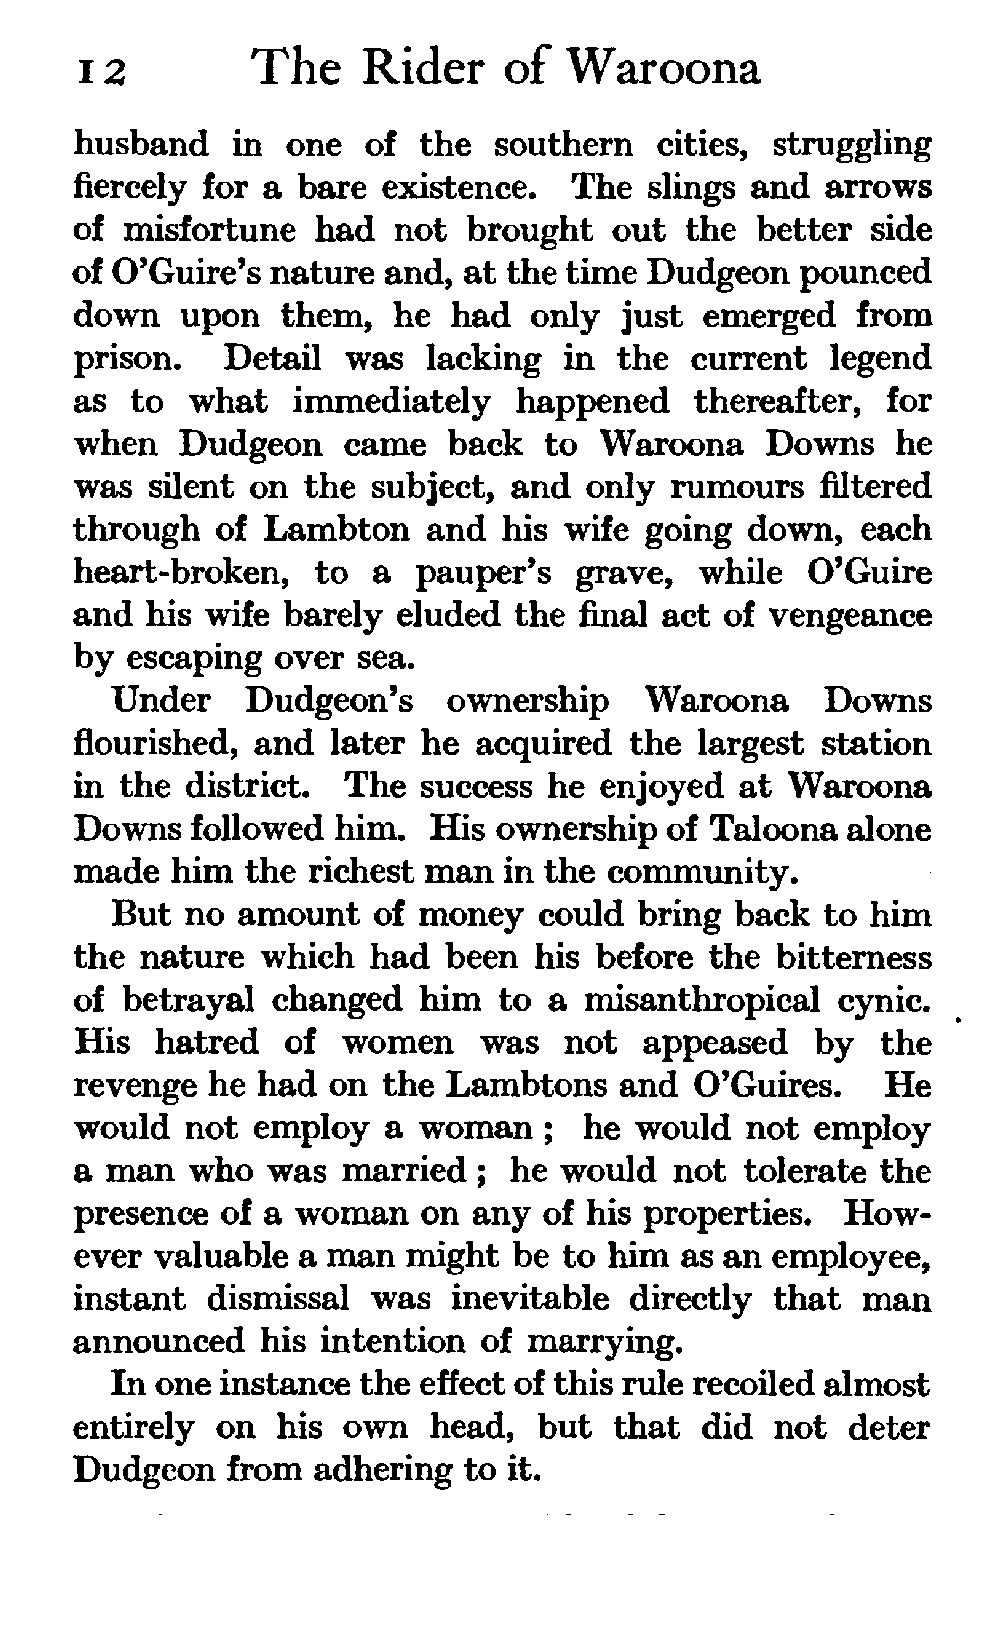 12 The Rider of Waroona
husband in one of the southern cities, struggling
fiercely for a bare existence. The slings and arrows
of misfortune had not brought out the better side
of O'Guire's nature and, at the time Dudgeon pounced
down upon them, he had only just emerged from
prison. Detail was lacking in the current legend
as to what immediately happened thereafter, for
when Dudgeon came back to Waroona Downs he
was silent on the subject, and only rumours filtered
through of Lambton and his wife going down, each
heart-broken, to a pauper's grave, while O'Guire
and his wife barely eluded the final act of vengeance
by escaping over sea.
Under Dudgeon's ownership Waroona Downs
flourished, and later he acquired the largest station
in the district. The success he enjoyed at Waroona
Downs followed him. His ownership of Taloona alone
made him the richest man in the community.
But no amount of money could bring back to him
the nature which had been his before the bitterness
of betrayal changed him to a misanthropical cynic.
His hatred of women was not appeased by the
revenge he had on the Lambtons and O'Guires. He
would not employ a woman ; he would not employ
a man who was married ; he would not tolerate the
presence of a woman on any of his properties. How-
ever valuable a man might be to him as an employee,
instant dismissal was inevitable directly that man
announced his intention of marrying.
In one instance the effect of this rule recoiled almost
entirely on his own head, but that did not deter
Dudgeon from adhering to it.